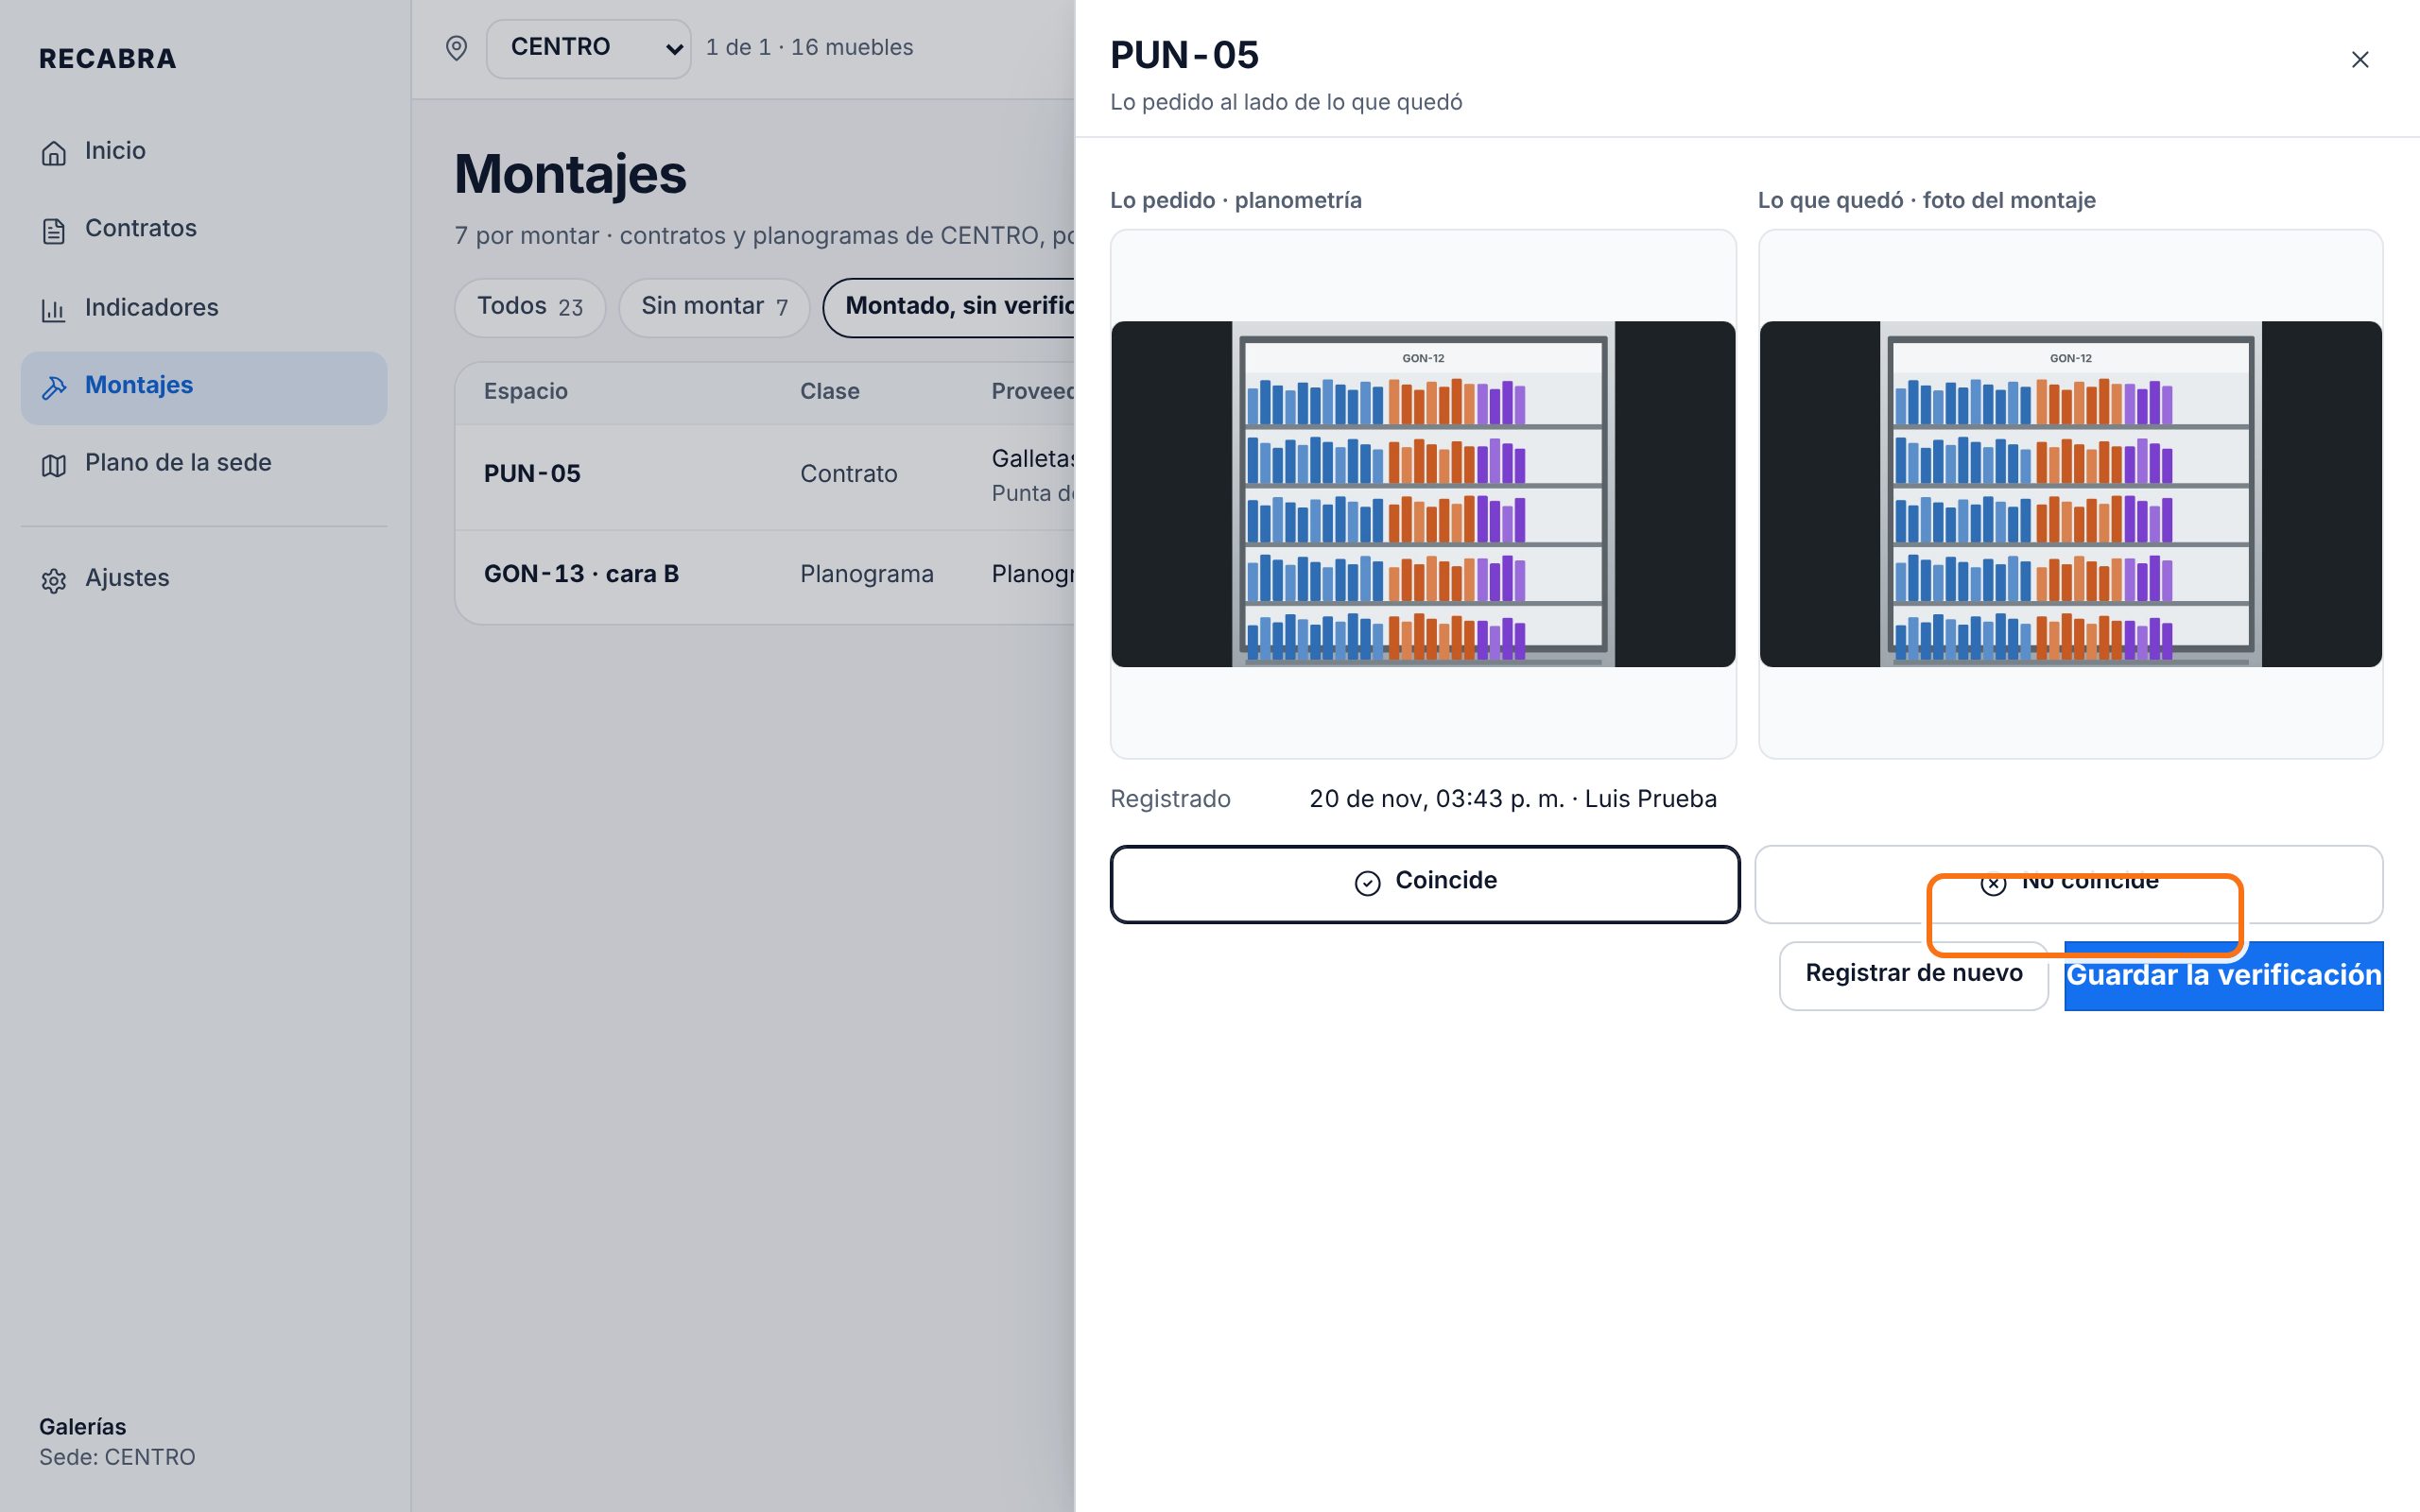 RECABRA
Inicio
Contratos
Indicadores
Montajes
Plano de la sede
Ajustes
Galerías
Sede: CENTRO
CENTRO
1 de 1 · 16 muebles
Montajes
7 por montar · contratos y planogramas de CENTRO, po
Todos 23
Sin montar 7
Montado, sin verific
Espacio Clase Proveed
PUN-05 Contrato Galletas
Punta de
GON-13 · cara B Planograma Planogr
PUN-05
Lo pedido al lado de lo que quedó
Lo pedido · planometría
Lo que quedó · foto del montaje
GON-12
GON-12
Registrado 20 de nov, 03:43 p. m. · Luis Prueba
Coincide
No coincide
Registrar de nuevo
Guardar la verificación